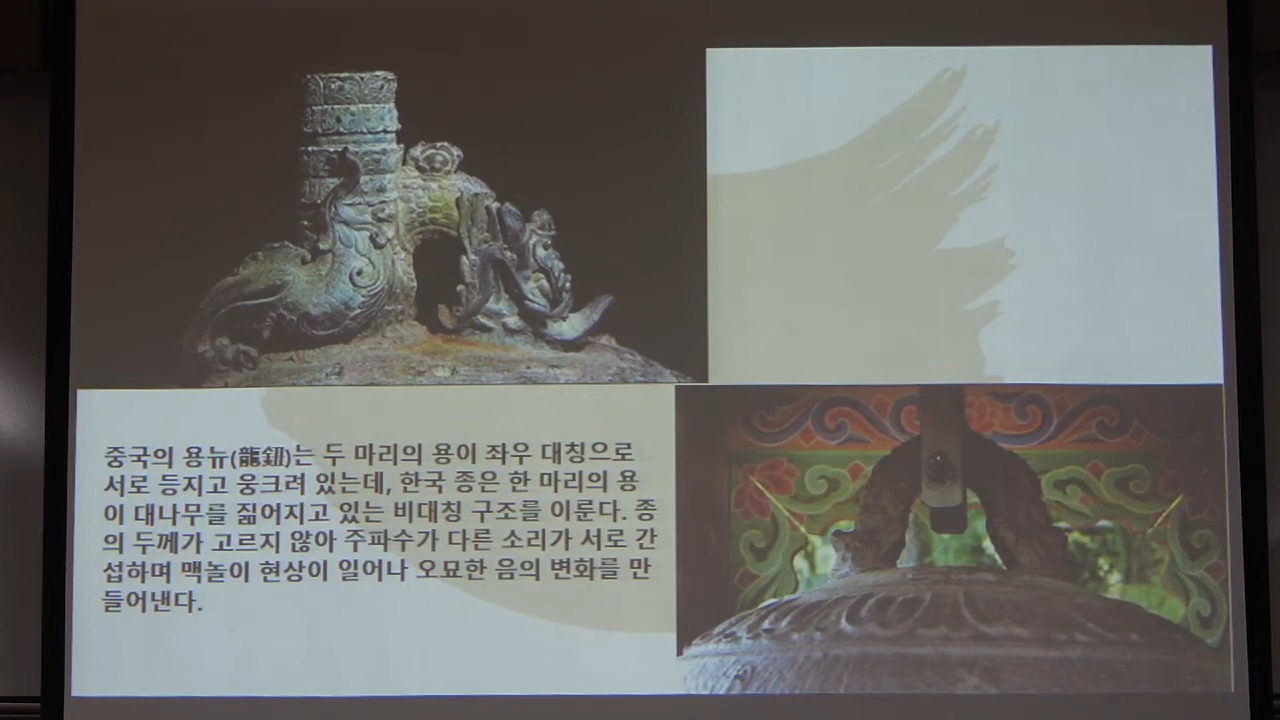 중국의 용뉴(龍鈕)는 두 마리의 용이 좌우 대칭으로
서로 등지고 웅크려 있는데, 한국 종은 한 마리의 용
이 대나무를 짊어지고 있는 비대칭 구조를 이룬다. 종
의 두께가 고르지 않아 주파수가 다른 소리가 서로 간
섭하며 맥놀이 현상이 일어나 오묘한 음의 변화를 만
들어낸다.